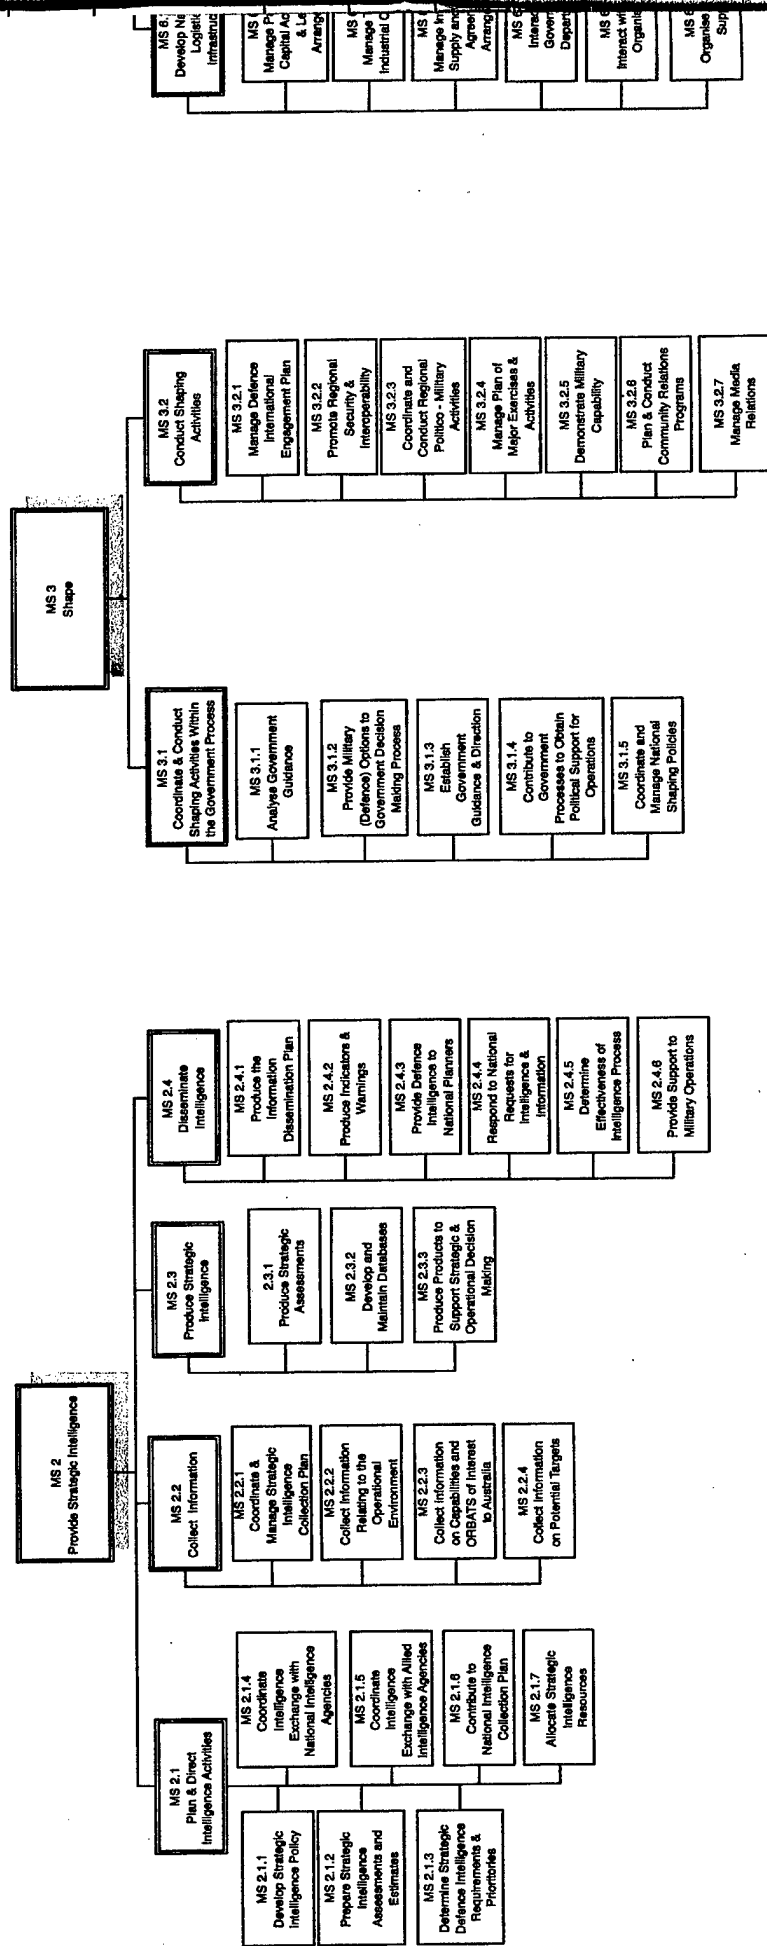 MS 2
Provide Strategic Intelligence
MS 2.1
Plan & Direct
Intelligence Activities
MS 2.1.1
Develop Strategic
Intelligence Policy
MS 2.1.2
Prepare Strategic
Intelligence
Assessments and
Estimates
MS 2.1.3
Determine Strategic
Defence Intelligence
Requirements &
Prioritories
MS 2.1.4
Coordinate
Intelligence
Exchange with
National Intelligence
Agencies
MS 2.1.5
Coordinate
Intelligence
Exchange with Allied
Intelligence Agencies
MS 2.1.6
Contribute to
National Intelligence
Collection Plan
MS 2.1.7
Allocate Strategic
Intelligence
Resources
MS 2.2
Collect Information
MS 2.2.1
Coordinate &
Manage Strategic
Intelligence
Collection Plan
MS 2.2.2
Collect Information
Relating to the
Operational
Environment
MS 2.2.3
Collect Information
on Capabilities and
ORBATS of Interest
to Australia
MS 2.2.4
Collect Information
on Potential Targets
MS 2.3
Produce Strategic
Intelligence
2.3.1
Produce Strategic
Assessments
MS 2.3.2
Develop and
Maintain Databases
MS 2.3.3
Produce Products to
Support Strategic &
Operational Decision
Making
MS 2.4
Disseminate
Intelligence
MS 2.4.1
Produce the
Information
Dissemination Plan
MS 2.4.2
Produce Indicators &
Warnings
MS 2.4.3
Provide Defence
Intelligence to
National Planners
MS 2.4.4
Respond to National
Requests for
Intelligence &
Information
MS 2.4.5
Determine
Effectiveness of
Intelligence Process
MS 2.4.6
Provide Support to
Military Operations
MS 3
Shape
MS 3.1
Coordinate & Conduct
Shaping Activities Within
the Government Process
MS 3.1.1
Analyse Government
Guidance
MS 3.1.2
Provide Military
(Defence) Options to
Government Decision
Making Process
MS 3.1.3
Establish
Government
Guidance & Direction
MS 3.1.4
Contribute to
Government
Processes to Obtain
Political Support for
Operations
MS 3.1.5
Coordinate and
Manage National
Shaping Policies
MS 3.2
Conduct Shaping
Activities
MS 3.2.1
Manage Defence
International
Engagement Plan
MS 3.2.2
Promote Regional
Security &
Interoperability
MS 3.2.3
Coordinate and
Conduct Regional
Politico - Military
Activities
MS 3.2.4
Manage Plan of
Major Exercises &
Activities
MS 3.2.5
Demonstrate Military
Capability
MS 3.2.6
Plan & Conduct
Community Relations
Programs
MS 3.2.7
Manage Media
Relations
MS 6.
Develop
MS
Manage
Capital
&
MS
Manage
Industrial
Manage
Supply and
MS
MS
Organise